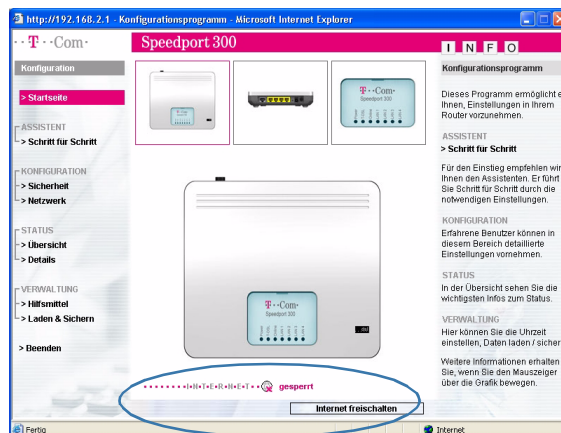 http://192.168.2.1 - Konfigurationsprogramm - Microsoft Internet Explorer
··T··Com·
Speedport 300
INFO
Konfiguration
> Startseite
ASSISTENT
> Schritt für Schritt
KONFIGURATION
> Sicherheit
> Netzwerk
STATUS
> Übersicht
> Details
VERWALTUNG
> Hilfsmittel
> Laden & Sichern
> Beenden
T··Com·
Speedport 300
T··Com·
Speedport 300
INTERNET
gesperrt
Internet freischalten
Konfigurationsprogramm
Dieses Programm ermöglicht e
Ihnen, Einstellungen in Ihrem
Router vorzunehmen.
ASSISTENT
> Schritt für Schritt
Für den Einstieg empfehlen wir
Ihnen den Assistenten. Er führt
Sie Schritt für Schritt durch die
notwendigen Einstellungen.
KONFIGURATION
Erfahrene Benutzer können in
diesem Bereich detaillierte
Einstellungen vornehmen.
STATUS
In der Übersicht sehen Sie die
wichtigsten Infos zum Status.
VERWALTUNG
Hier können Sie die Uhrzeit
einstellen, Daten laden / sicher
Weitere Informationen erhalten
Sie, wenn Sie den Mauszeiger
über die Grafik bewegen.
Fertig
Internet